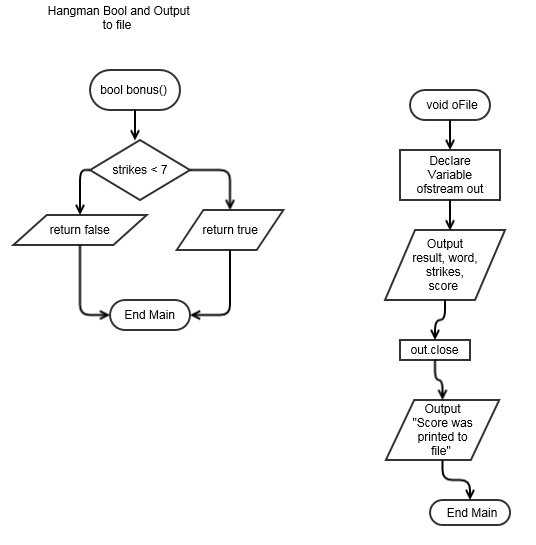 Hangman Bool and Output
to file
bool bonus()
strikes < 7
return false
return true
End Main
void oFile
Declare
Variable
ofstream out
Output
result, word,
strikes,
score
out.close
Output
"Score was
printed to
file"
End Main